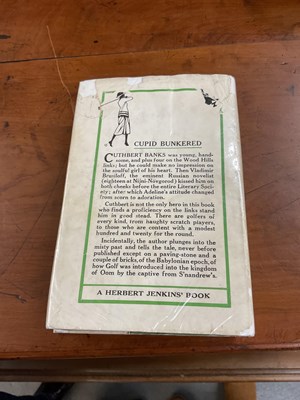 CUPID BUNKERED
CUTHBERT BANKS was young, hand-
some, and plus four on the Wood Hills
links; but he could make no impression on
the soulful girl of his heart. Then Vladimir
Brusiloff, the eminent Russian novelist
(eighteen at Nijni-Novgorod) kissed him on
both cheeks before the entire Literary Soc-
iety; after which Adeline's attitude changed
from scorn to adoration.
Cuthbert is not the only hero in this book
who finds a proficiency on the links stand
him in good stead. There are golfers of
every kind, from naughty scratch players,
to those who are content with a modest
hundred and twenty for the round.
Incidentally, the author plunges into the
misty past and tells the tale, never before
published except on a paving-stone and a
couple of bricks, of the Babylonian epoch, of
how Golf was introduced into the kingdom
of Oom by the captive from S'nandrew's.
A HERBERT JENKINS' BOOK